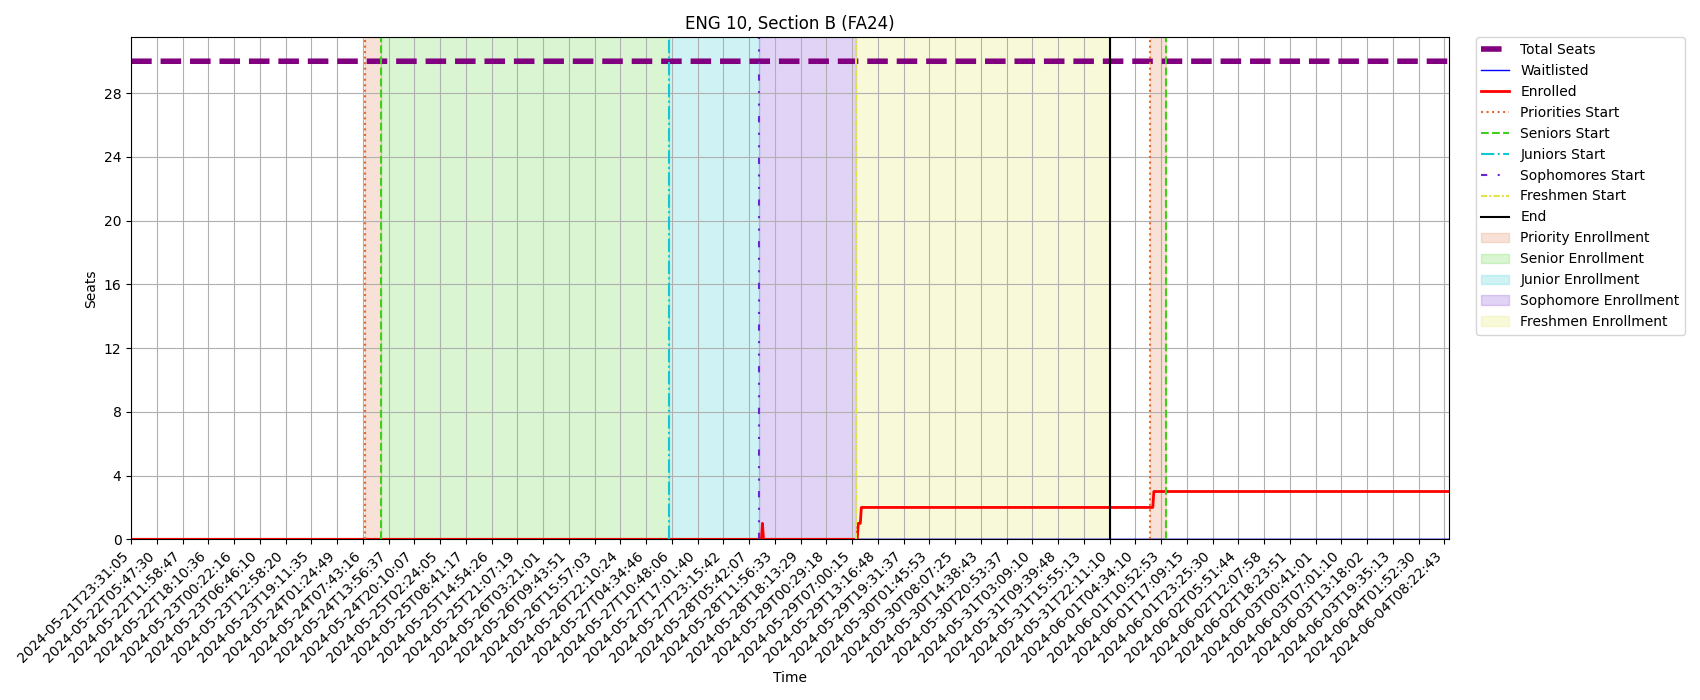 ENG 10, Section B (FA24)
Total Seats
Waitlisted
Enrolled
Priorities Start
Seniors Start
Juniors Start
Sophomores Start
Freshmen Start
End
Priority Enrollment
Senior Enrollment
Junior Enrollment
Sophomore Enrollment
Freshmen Enrollment
Seats
28
24
20
16
12
8
4
0
2024-05-21T23:31:05
2024-05-22T05:47:30
2024-05-22T11:58:47
2024-05-22T18:10:36
2024-05-23T00:22:16
2024-05-23T06:46:10
2024-05-23T12:58:20
2024-05-23T19:11:35
2024-05-24T01:24:49
2024-05-24T07:43:16
2024-05-24T13:56:37
2024-05-24T20:10:07
2024-05-25T02:24:05
2024-05-25T08:41:17
2024-05-25T14:54:26
2024-05-25T21:07:19
2024-05-26T03:21:01
2024-05-26T09:43:51
2024-05-26T15:57:03
2024-05-26T22:10:24
2024-05-27T04:34:46
2024-05-27T10:48:06
2024-05-27T17:01:40
2024-05-27T23:15:42
2024-05-28T05:42:07
2024-05-28T11:56:33
2024-05-28T18:13:29
2024-05-29T00:29:18
2024-05-29T07:00:15
2024-05-29T13:16:48
2024-05-29T19:31:37
2024-05-30T01:45:53
2024-05-30T08:07:25
2024-05-30T14:38:43
2024-05-30T20:53:37
2024-05-31T03:09:10
2024-05-31T09:39:48
2024-05-31T15:55:13
2024-05-31T22:11:10
2024-06-01T04:34:10
2024-06-01T10:52:53
2024-06-01T17:09:15
2024-06-01T23:25:30
2024-06-02T05:51:44
2024-06-02T12:07:58
2024-06-02T18:23:51
2024-06-03T00:41:01
2024-06-03T07:01:10
2024-06-03T13:18:02
2024-06-03T19:35:13
2024-06-04T01:52:30
2024-06-04T08:22:43
Time